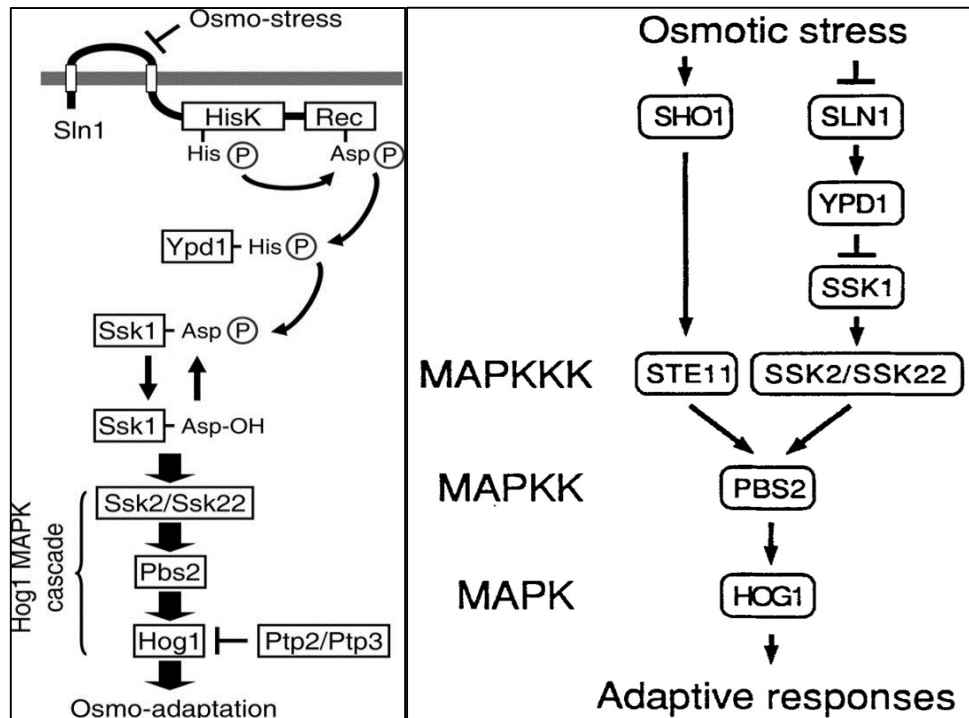 Osmo-stress
Sln1
HisK
Rec
His P
Asp P
Ypd1 - His P
Ssk1 - Asp P
Ssk1 - Asp-OH
Ssk2/Ssk22
Pbs2
Hog1
Ptp2/Ptp3
Hog1 MAPK
cascade
Osmo-adaptation
Osmotic stress
SHO1
SLN1
YPD1
SSK1
MAPKKK
STE11
SSK2/SSK22
MAPKK
PBS2
MAPK
HOG1
Adaptive responses